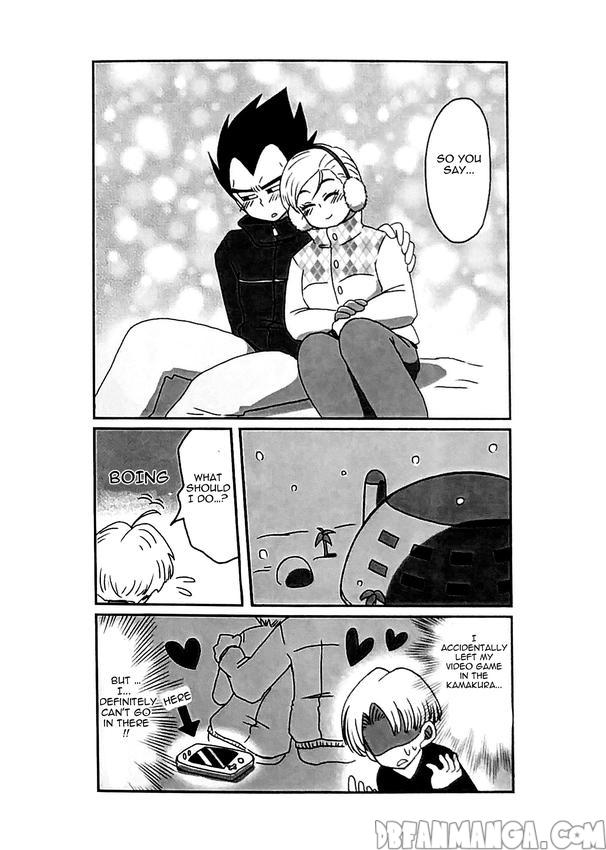 SO YOU
SAY...
BOING
WHAT
SHOULD
I DO...?
I
ACCIDENTALLY
LEFT MY
VIDEO GAME
IN THE
KAMAKURA...
BUT ...
I...
DEFINITELY
CAN'T GO
IN THERE
!!
HERE
DBFANMANGA.COM